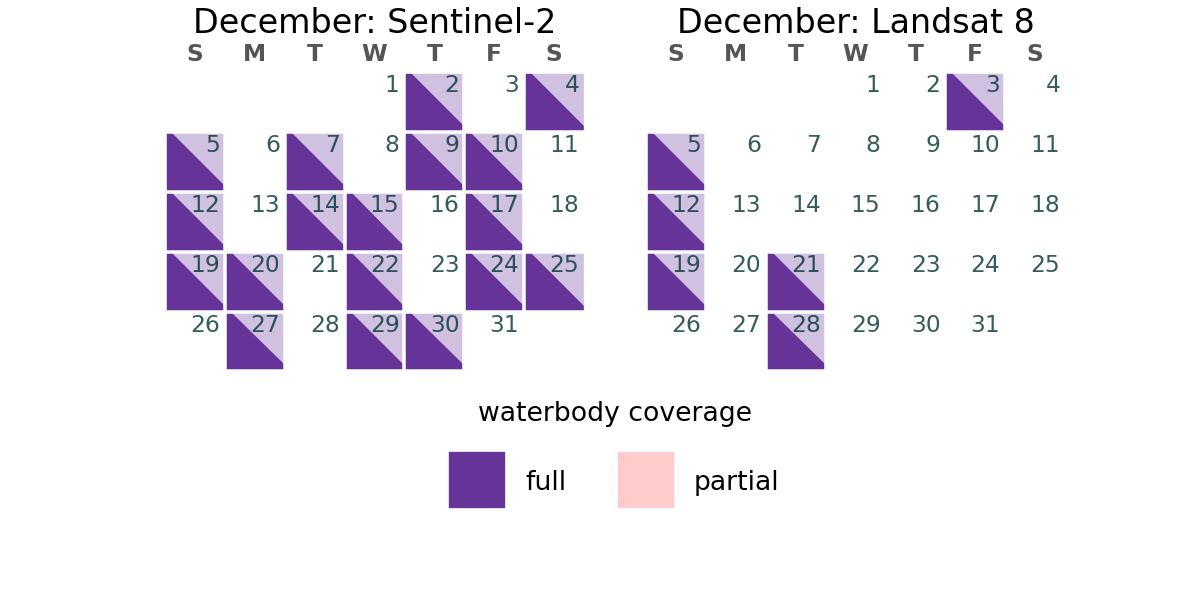 December: Sentinel-2
S M T W T F S
1 2 3 4
5 6 7 8 9 10 11
12 13 14 15 16 17 18
19 20 21 22 23 24 25
26 27 28 29 30 31
December: Landsat 8
S M T W T F S
1 2 3 4
5 6 7 8 9 10 11
12 13 14 15 16 17 18
19 20 21 22 23 24 25
26 27 28 29 30 31
waterbody coverage
full partial